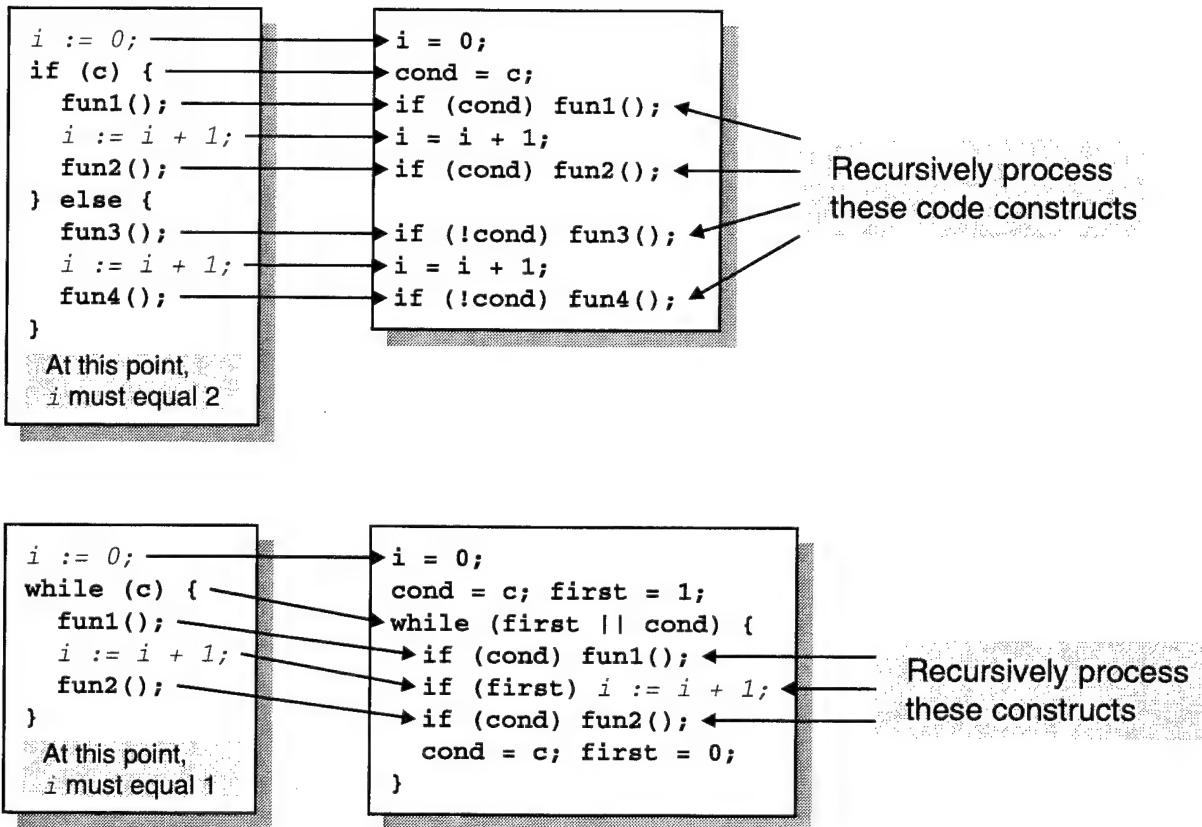 i := 0;
if (c) {
fun1();
i := i + 1;
fun2();
} else {
fun3();
i := i + 1;
fun4();
}
At this point,
i must equal 2
i = 0;
cond = c;
if (cond) fun1();
i = i + 1;
if (cond) fun2();
if (!cond) fun3();
i = i + 1;
if (!cond) fun4();
Recursively process
these code constructs
i := 0;
while (c) {
fun1();
i := i + 1;
fun2();
}
At this point,
i must equal 1
i = 0;
cond = c; first = 1;
while (first || cond) {
if (cond) fun1();
if (first) i := i + 1;
if (cond) fun2();
cond = c; first = 0;
}
Recursively process
these constructs